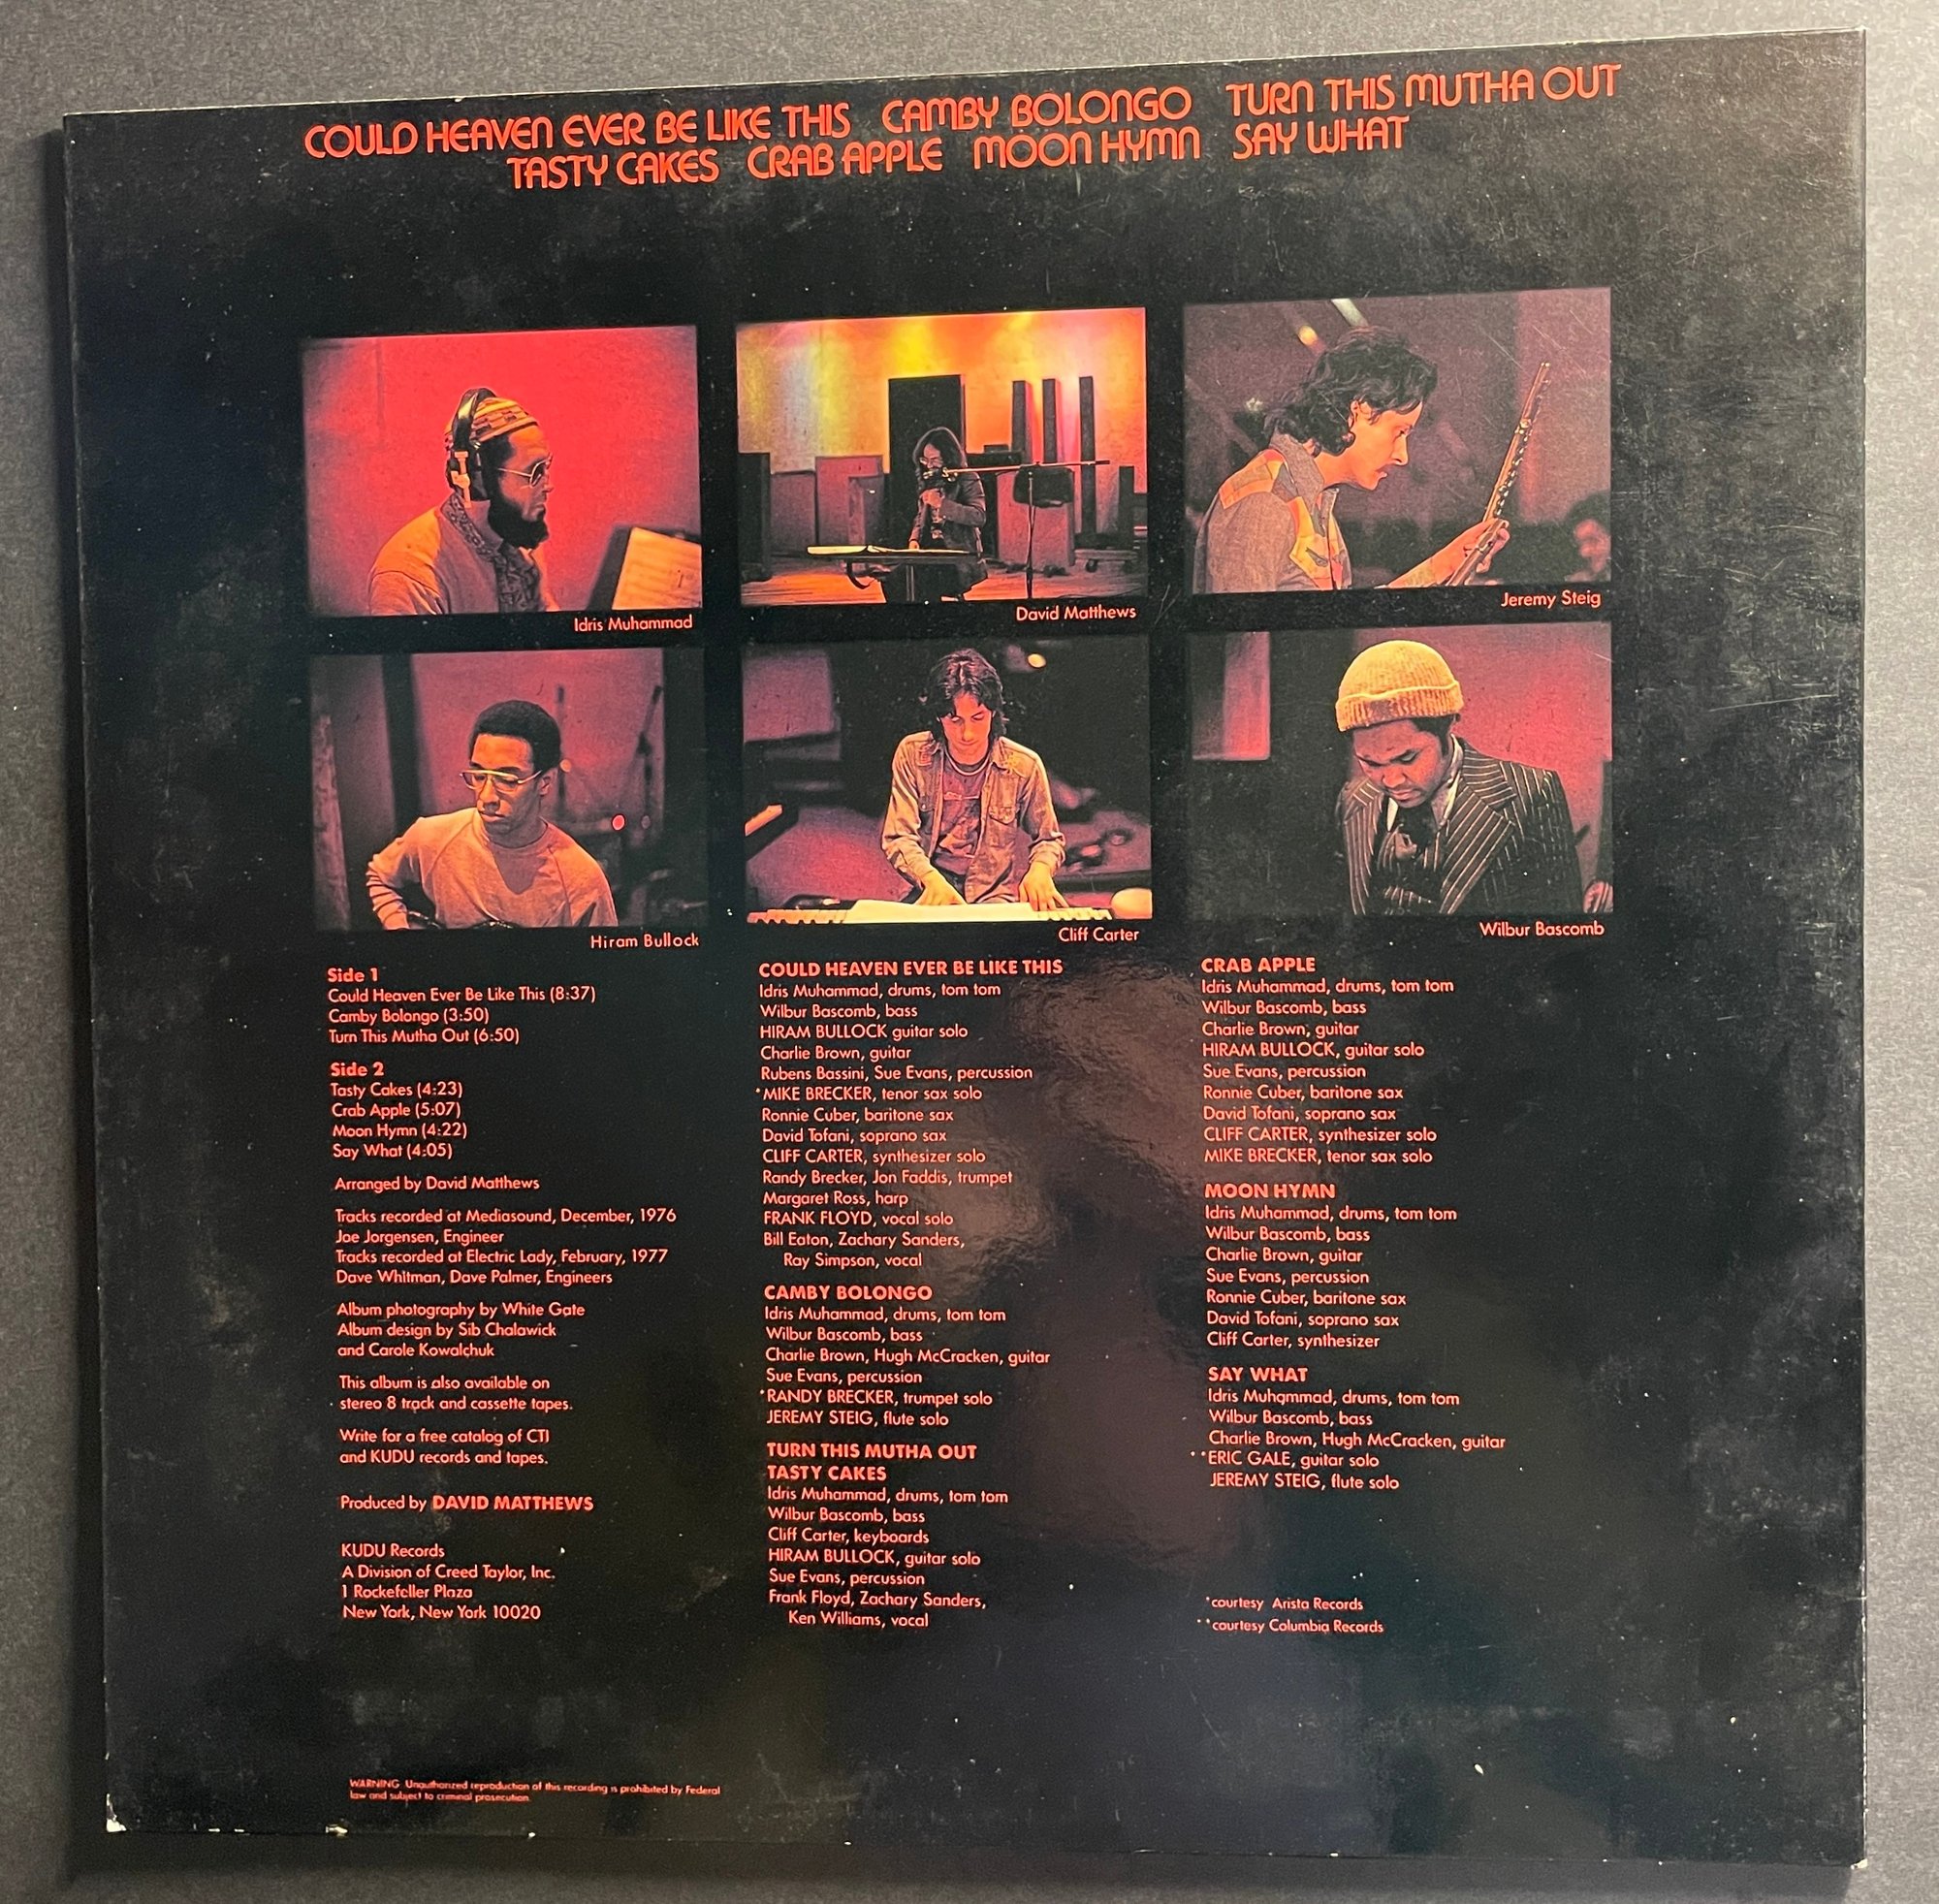 COULD HEAVEN EVER BE LIKE THIS CAMBY BOLONGO TURN THIS MUTHA OUT
TASTY CAKES CRAB APPLE MOON HYMN SAY WHAT
Idris Muhammad
David Matthews
Jeremy Steig
Hiram Bullock
Cliff Carter
Wilbur Bascomb
Side 1
Could Heaven Ever Be Like This (8:37)
Camby Bolongo (3:50)
Turn This Mutha Out (6:50)
Side 2
Tasty Cakes (4:23)
Crab Apple (5:07)
Moon Hymn (4:22)
Say What (4:05)
Arranged by David Matthews
Tracks recorded at Mediasound, December, 1976
Joe Jorgensen, Engineer
Tracks recorded at Electric Lady, February, 1977
Dave Whitman, Dave Palmer, Engineers
Album photography by White Gate
Album design by Sib Chalawick
and Carole Kowalchuk
This album is also available on
stereo 8 track and cassette tapes.
Write for a free catalog of CTI
and KUDU records and tapes.
Produced by DAVID MATTHEWS
KUDU Records
A Division of Creed Taylor, Inc.
1 Rockefeller Plaza
New York, New York 10020
COULD HEAVEN EVER BE LIKE THIS
Idris Muhammad, drums, tom tom
Wilbur Bascomb, bass
HIRAM BULLOCK guitar solo
Charlie Brown, guitar
Rubens Bassini, Sue Evans, percussion
*MIKE BRECKER, tenor sax solo
Ronnie Cuber, baritone sax
David Tofani, soprano sax
CLIFF CARTER, synthesizer solo
Randy Brecker, Jon Faddis, trumpet
Margaret Ross, harp
FRANK FLOYD, vocal solo
Bill Eaton, Zachary Sanders,
Ray Simpson, vocal
CAMBY BOLONGO
Idris Muhammad, drums, tom tom
Wilbur Bascomb, bass
Charlie Brown, Hugh McCracken, guitar
Sue Evans, percussion
*RANDY BRECKER, trumpet solo
JEREMY STEIG, flute solo
TURN THIS MUTHA OUT
TASTY CAKES
Idris Muhammad, drums, tom tom
Wilbur Bascomb, bass
Cliff Carter, keyboards
HIRAM BULLOCK, guitar solo
Sue Evans, percussion
Frank Floyd, Zachary Sanders,
Ken Williams, vocal
CRAB APPLE
Idris Muhammad, drums, tom tom
Wilbur Bascomb, bass
Charlie Brown, guitar
HIRAM BULLOCK, guitar solo
Sue Evans, percussion
Ronnie Cuber, baritone sax
David Tofani, soprano sax
CLIFF CARTER, synthesizer solo
MIKE BRECKER, tenor sax solo
MOON HYMN
Idris Muhammad, drums, tom tom
Wilbur Bascomb, bass
Charlie Brown, guitar
Sue Evans, percussion
Ronnie Cuber, baritone sax
David Tofani, soprano sax
Cliff Carter, synthesizer
SAY WHAT
Idris Muhammad, drums, tom tom
Wilbur Bascomb, bass
Charlie Brown, Hugh McCracken, guitar
**ERIC GALE, guitar solo
JEREMY STEIG, flute solo
*courtesy Arista Records
**courtesy Columbia Records
WARNING: Unauthorized reproduction of this recording is prohibited by Federal
law and subject to criminal prosecution.